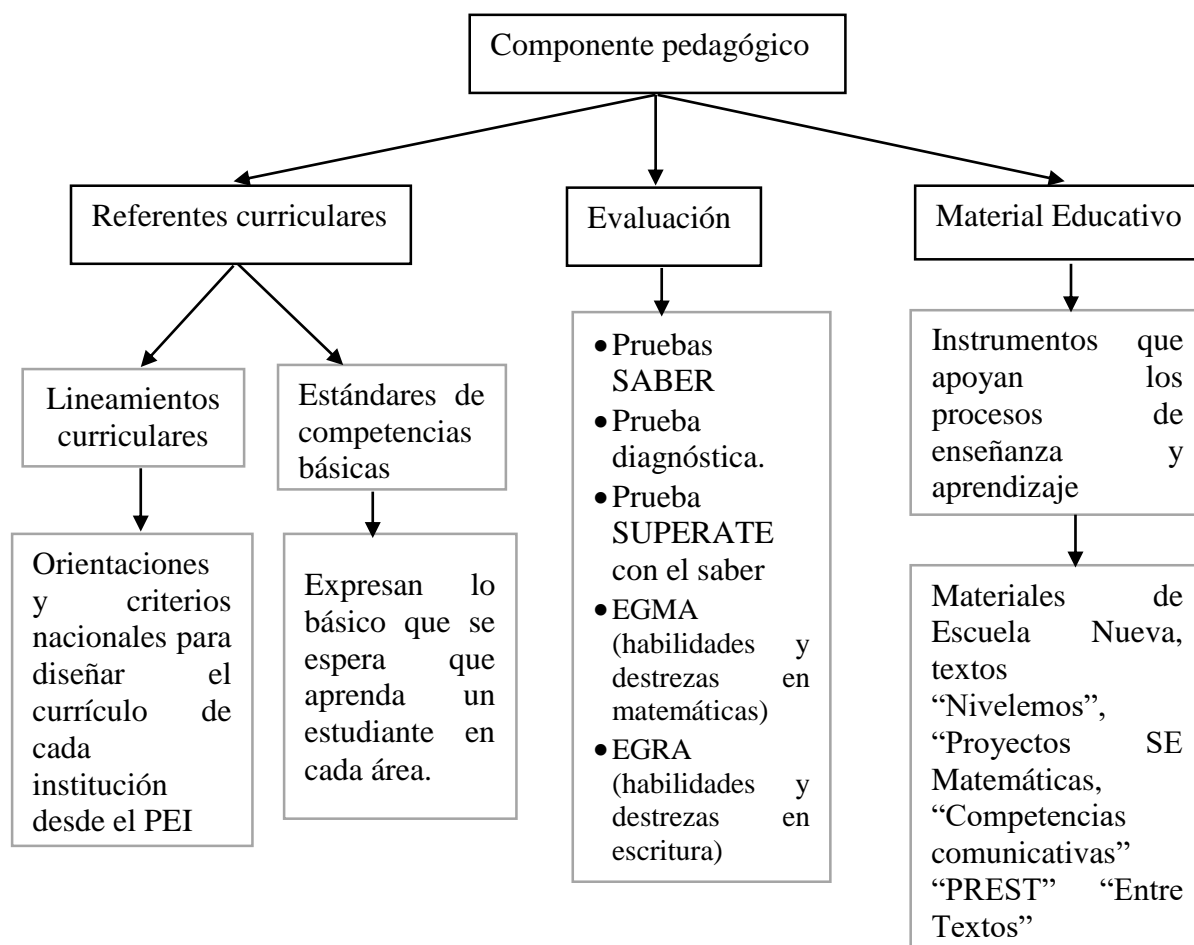 Componente pedagógico
Referentes curriculares
Evaluación
Material Educativo
Lineamientos
curriculares
Estándares de
competencias
básicas
Orientaciones
y criterios
nacionales para
diseñar el
currículo de
cada
institución
desde el PEI
Expresan lo
básico que se
espera que
aprenda un
estudiante en
cada área.
•Pruebas
SABER
•Prueba
diagnóstica.
•Prueba
SUPERATE
con el saber
•EGMA
(habilidades y
destrezas en
matemáticas)
•EGRA
(habilidades y
destrezas en
escritura)
Instrumentos que
apoyan los
procesos de
enseñanza y
aprendizaje
Materiales de
Escuela Nueva,
textos
“Nivelemos”,
“Proyectos SE
Matemáticas,
“Competencias
comunicativas”
“PREST” “Entre
Textos”